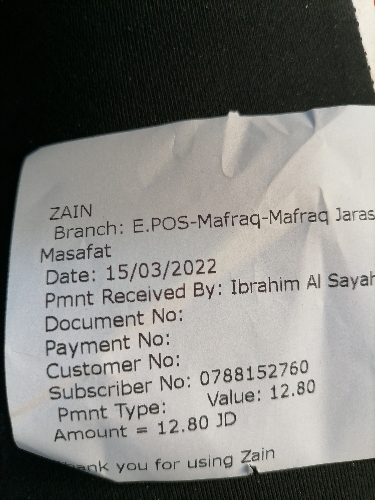 ZAIN
Branch: E.POS-Mafraq-Mafraq Jaras
Masafat
Date: 15/03/2022
Pmnt Received By: Ibrahim Al Sayah
Document No:
Payment No:
Customer No:
Subscriber No: 0788152760
Pmnt Type: Value: 12.80
Amount = 12.80 JD
hank you for using Zain